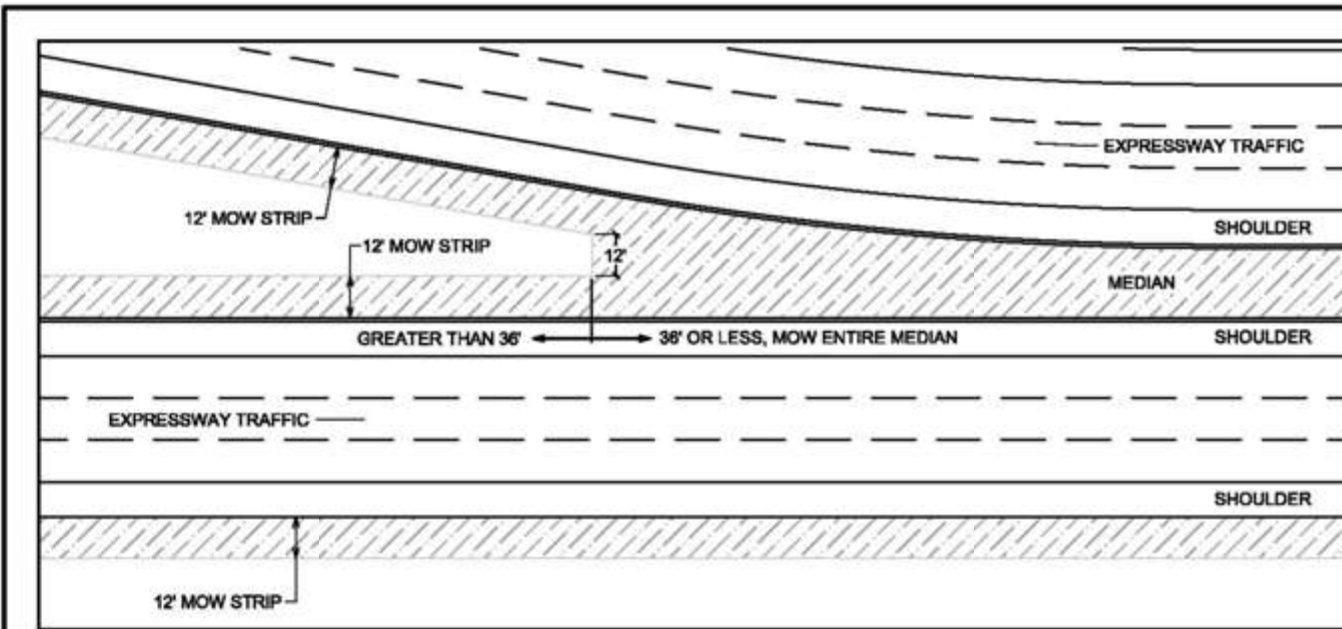 EXPRESSWAY TRAFFIC
12' MOW STRIP
SHOULDER
12' MOW STRIP
12'
MEDIAN
GREATER THAN 36'
36' OR LESS, MOW ENTIRE MEDIAN
SHOULDER
EXPRESSWAY TRAFFIC
SHOULDER
12' MOW STRIP